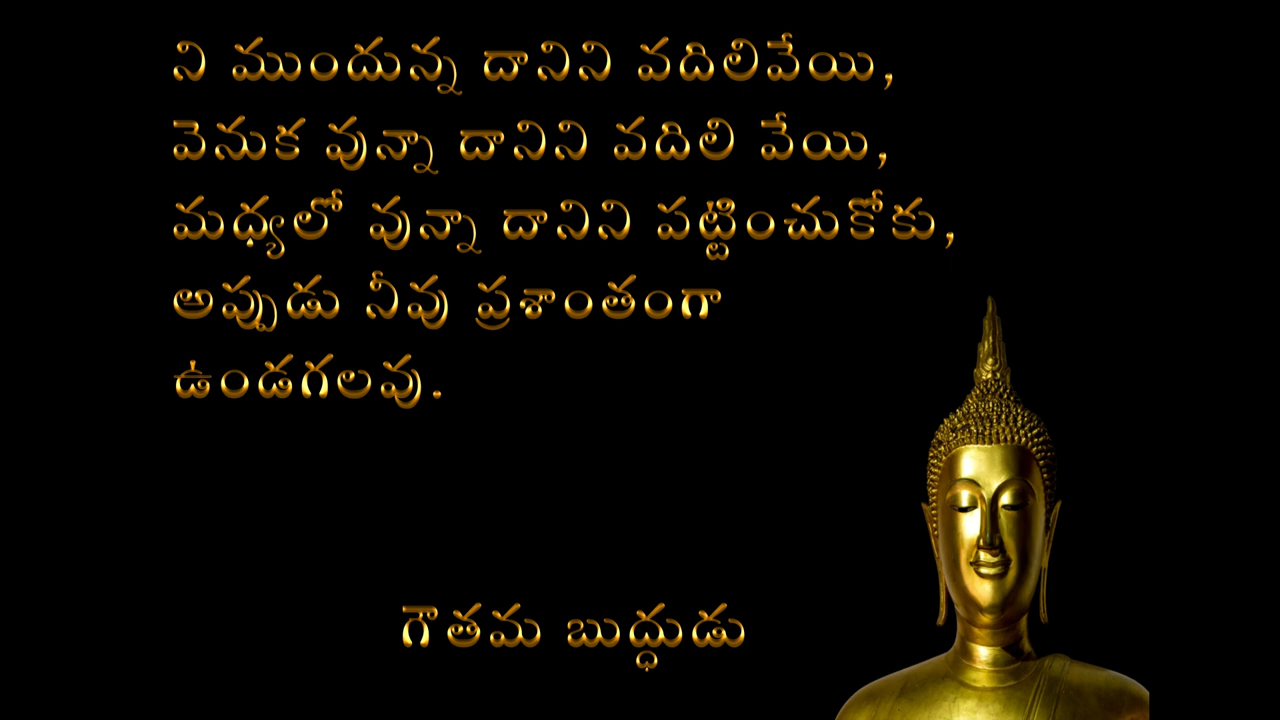 ని ముందున్న దానిని వదిలివేయి,
వెనుక వున్నా దానిని వదిలి వేయి,
మధ్యలో వున్నా దానిని పట్టించుకోకు,
అప్పుడు నీవు ప్రశాంతంగా
ఉండగలవు.
గౌతమ బుద్ధుడు